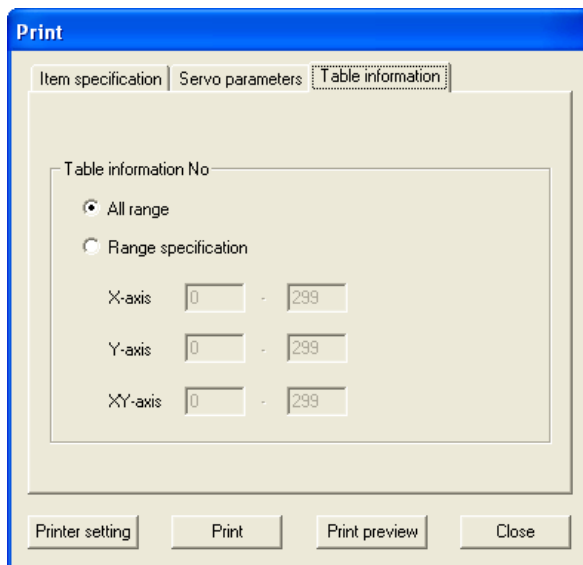 Print
Item specification Servo parameters Table information
Table information No
All range
Range specification
X-axis 0 - 299
Y-axis 0 - 299
XY-axis 0 - 299
Printer setting Print Print preview Close